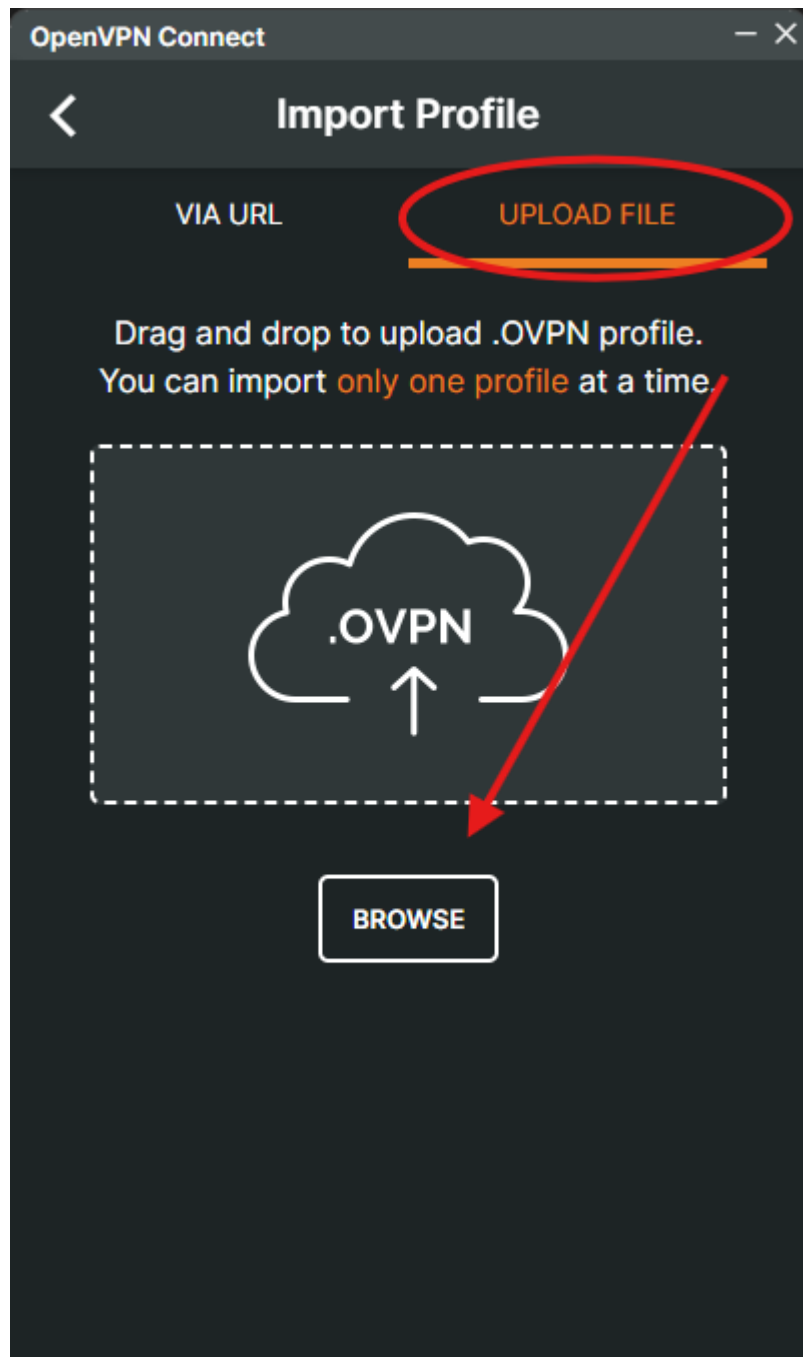 OpenVPN Connect
Import Profile
VIA URL
UPLOAD FILE
Drag and drop to upload .OVPN profile.
You can import only one profile at a time.
.OVPN
BROWSE